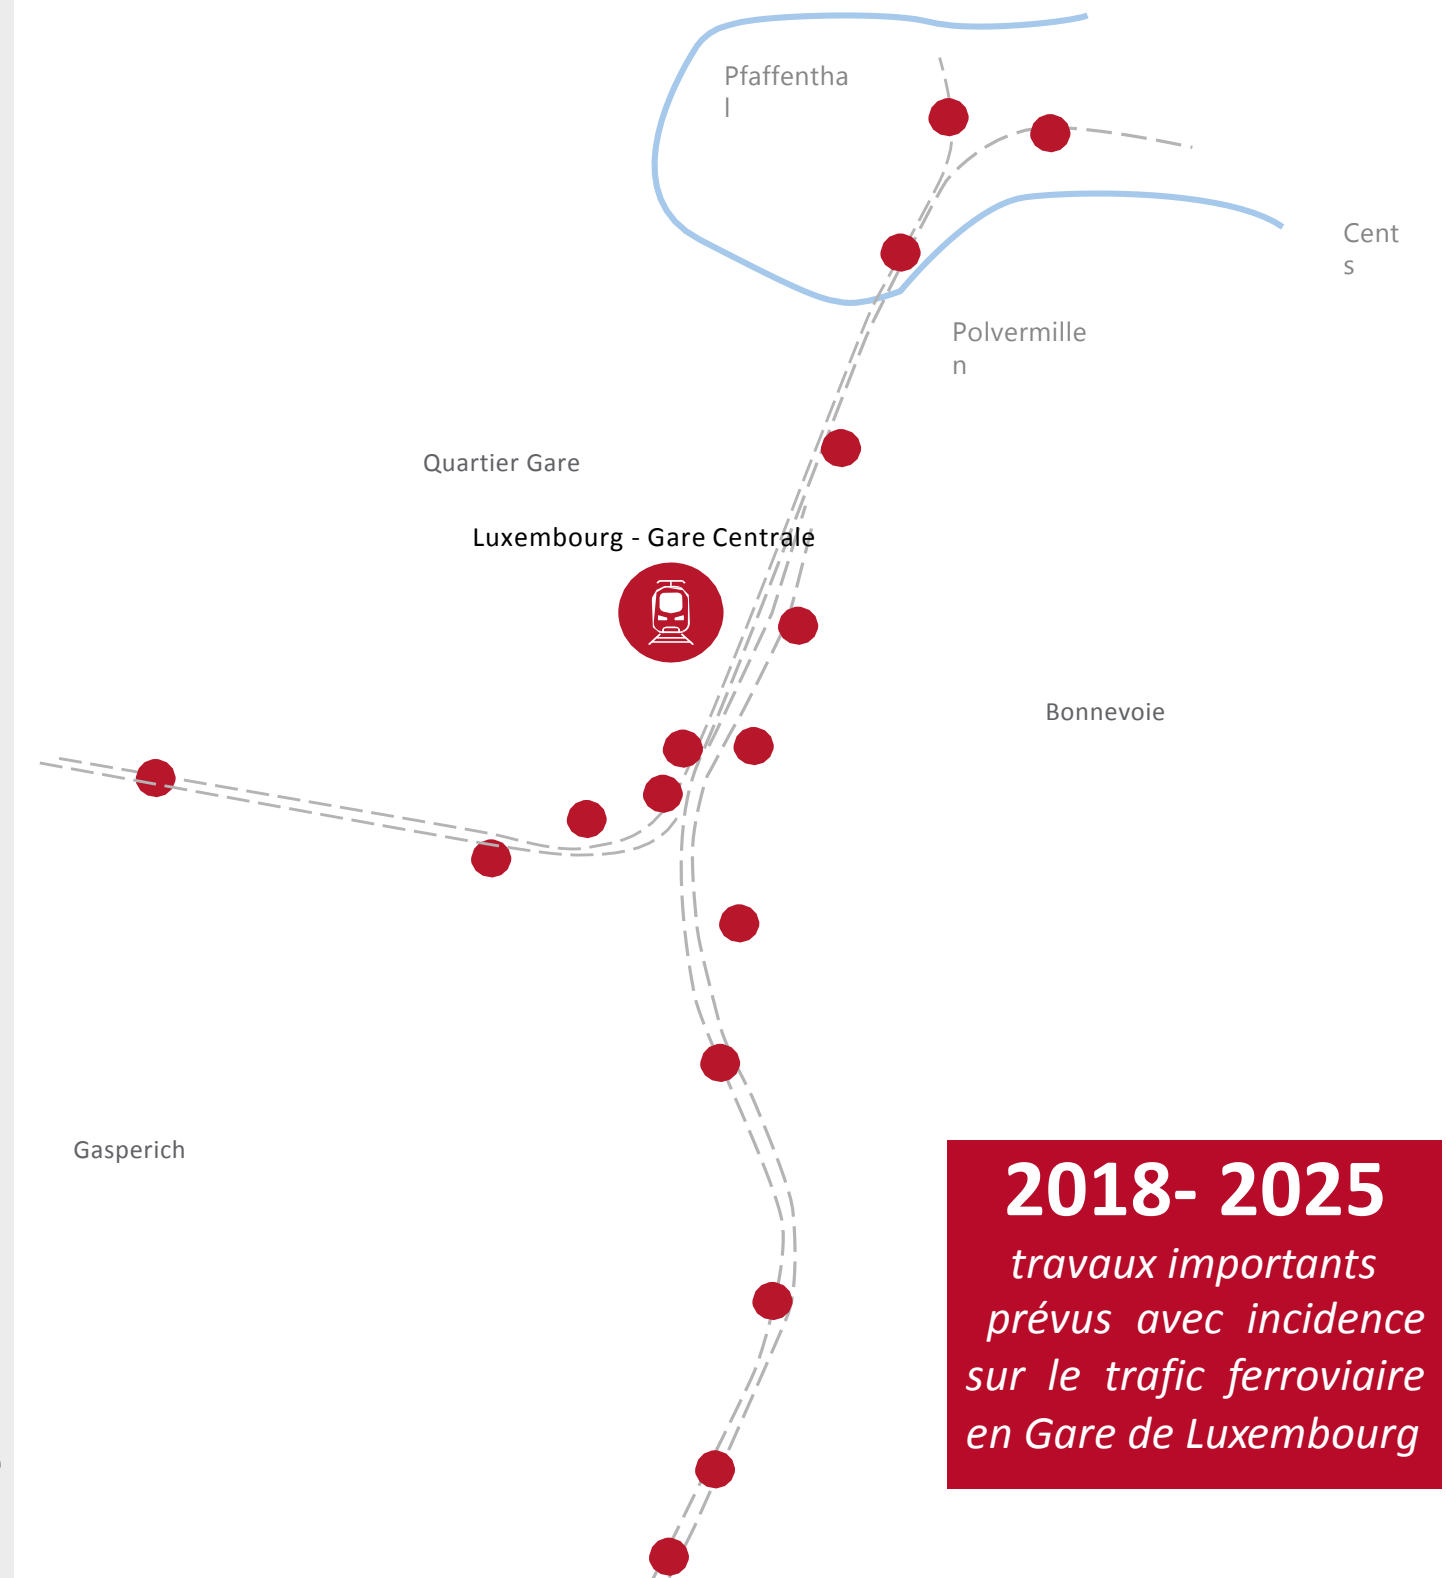 Pfaffentha
l
Cent
s
Polvermille
n
Quartier Gare
Luxembourg - Gare Centrale
Bonnevoie
Gasperich
2018- 2025
travaux importants
prévus avec incidence
sur le trafic ferroviaire
en Gare de Luxembourg